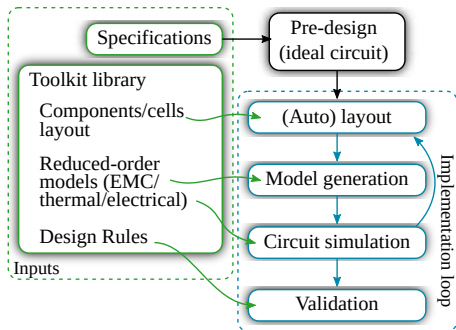 Specifications
Pre-design
(ideal circuit)
Toolkit library
Components/cells
layout
Reduced-order
models (EMC/
thermal/electrical)
Design Rules
Inputs
(Auto) layout
Model generation
Circuit simulation
Validation
Implementation loop